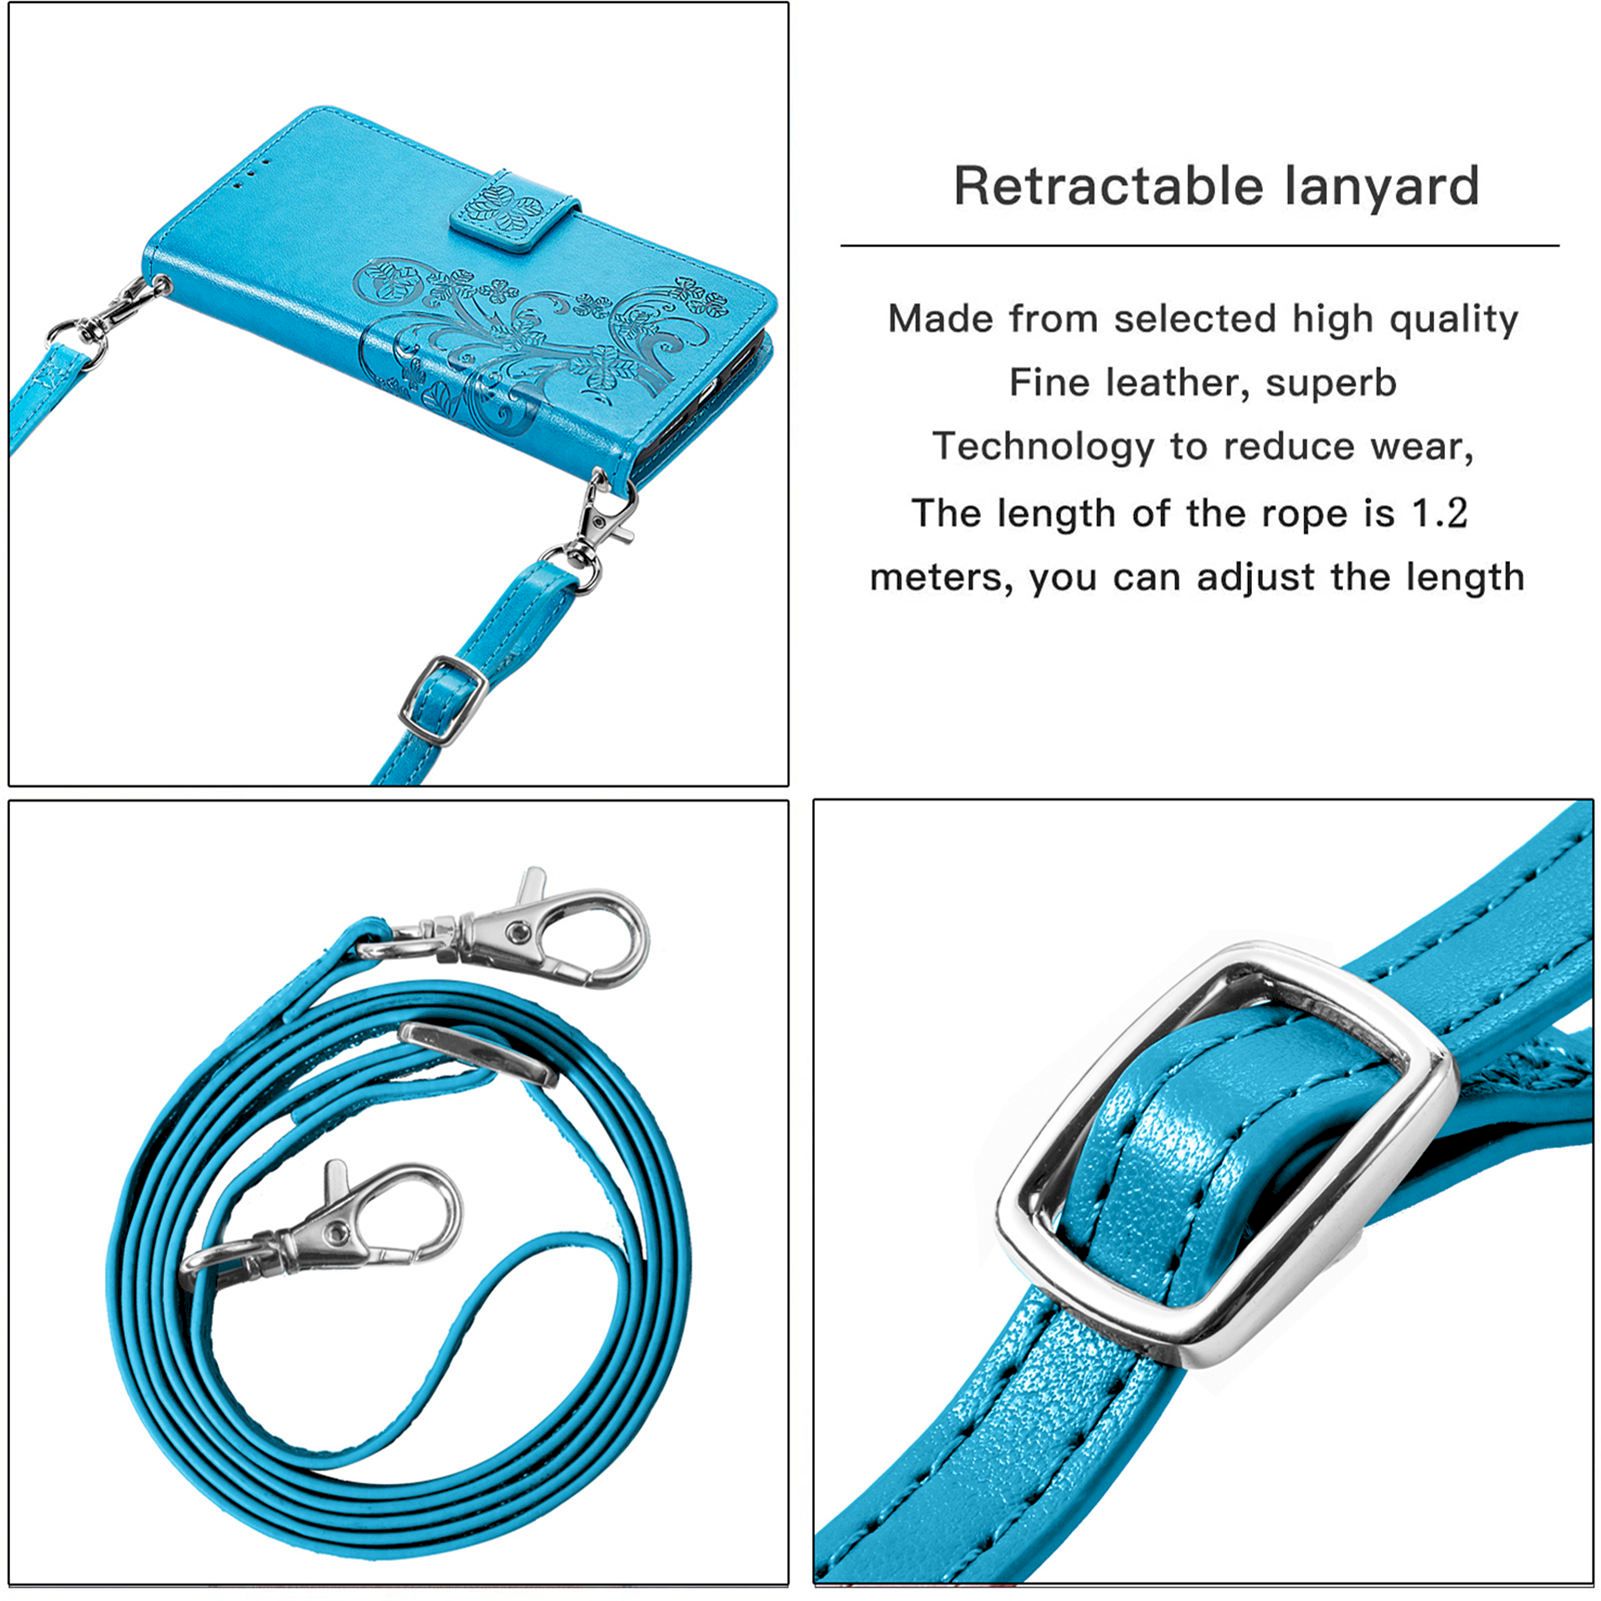 Retractable lanyard
Made from selected high quality
Fine leather, superb
Technology to reduce wear,
The length of the rope is 1.2
meters, you can adjust the length